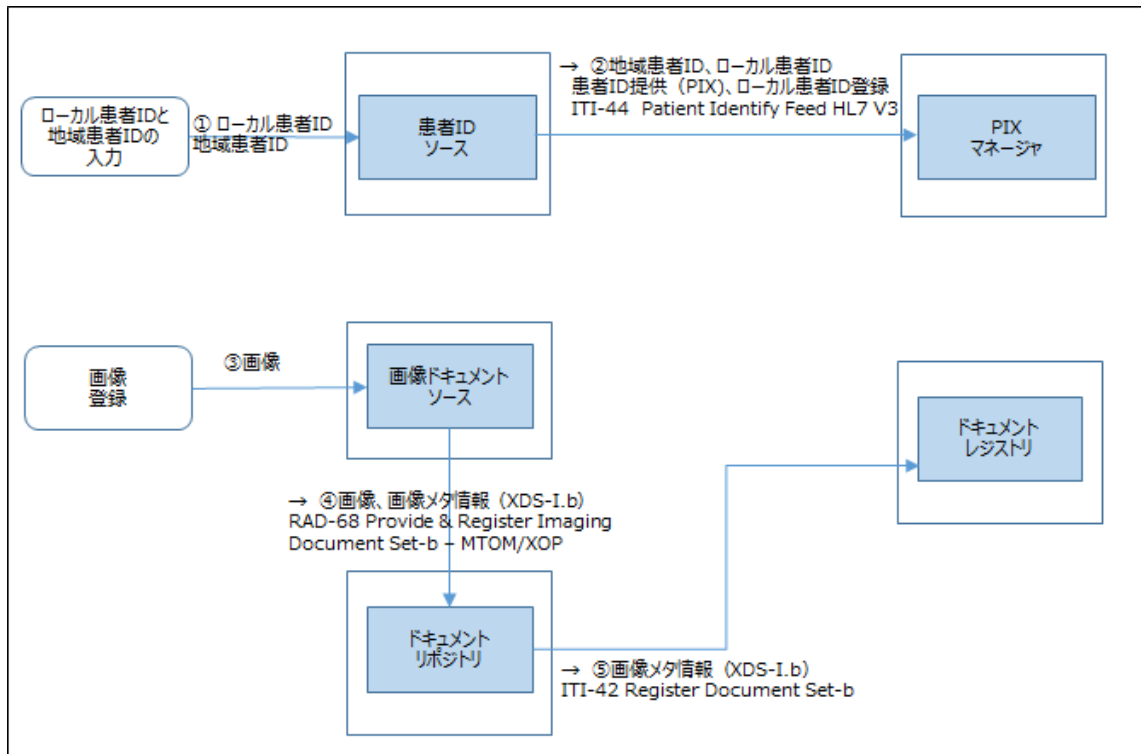 → ②地域患者ID、ローカル患者ID
患者ID提供（PIX）、ローカル患者ID登録
ITI-44 Patient Identify Feed HL7 V3
ローカル患者IDと
地域患者IDの
入力
① ローカル患者ID
地域患者ID
患者ID
ソース
PIX
マネージャ
画像
登録
③画像
画像ドキュメント
ソース
ドキュメント
レジストリ
→ ④画像、画像メタ情報（XDS-I.b）
RAD-68 Provide & Register Imaging
Document Set-b – MTOM/XOP
ドキュメント
リポジトリ
→ ⑤画像メタ情報（XDS-I.b）
ITI-42 Register Document Set-b